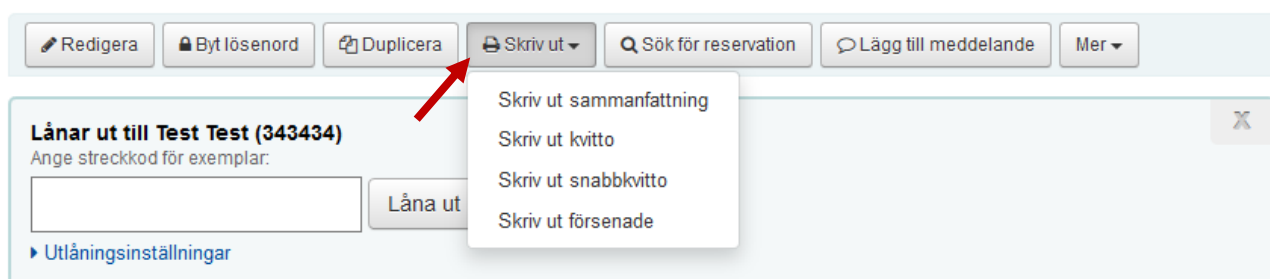 Redigera Byt lösenord Duplicera Skriv ut Sök för reservation Lägg till meddelande Mer
Skriv ut sammanfattning
Skriv ut kvitto
Skriv ut snabbkvitto
Skriv ut försenade
Lånar ut till Test Test (343434)
X
Ange streckkod för exemplar:
Låna ut
Utlåningsinställningar